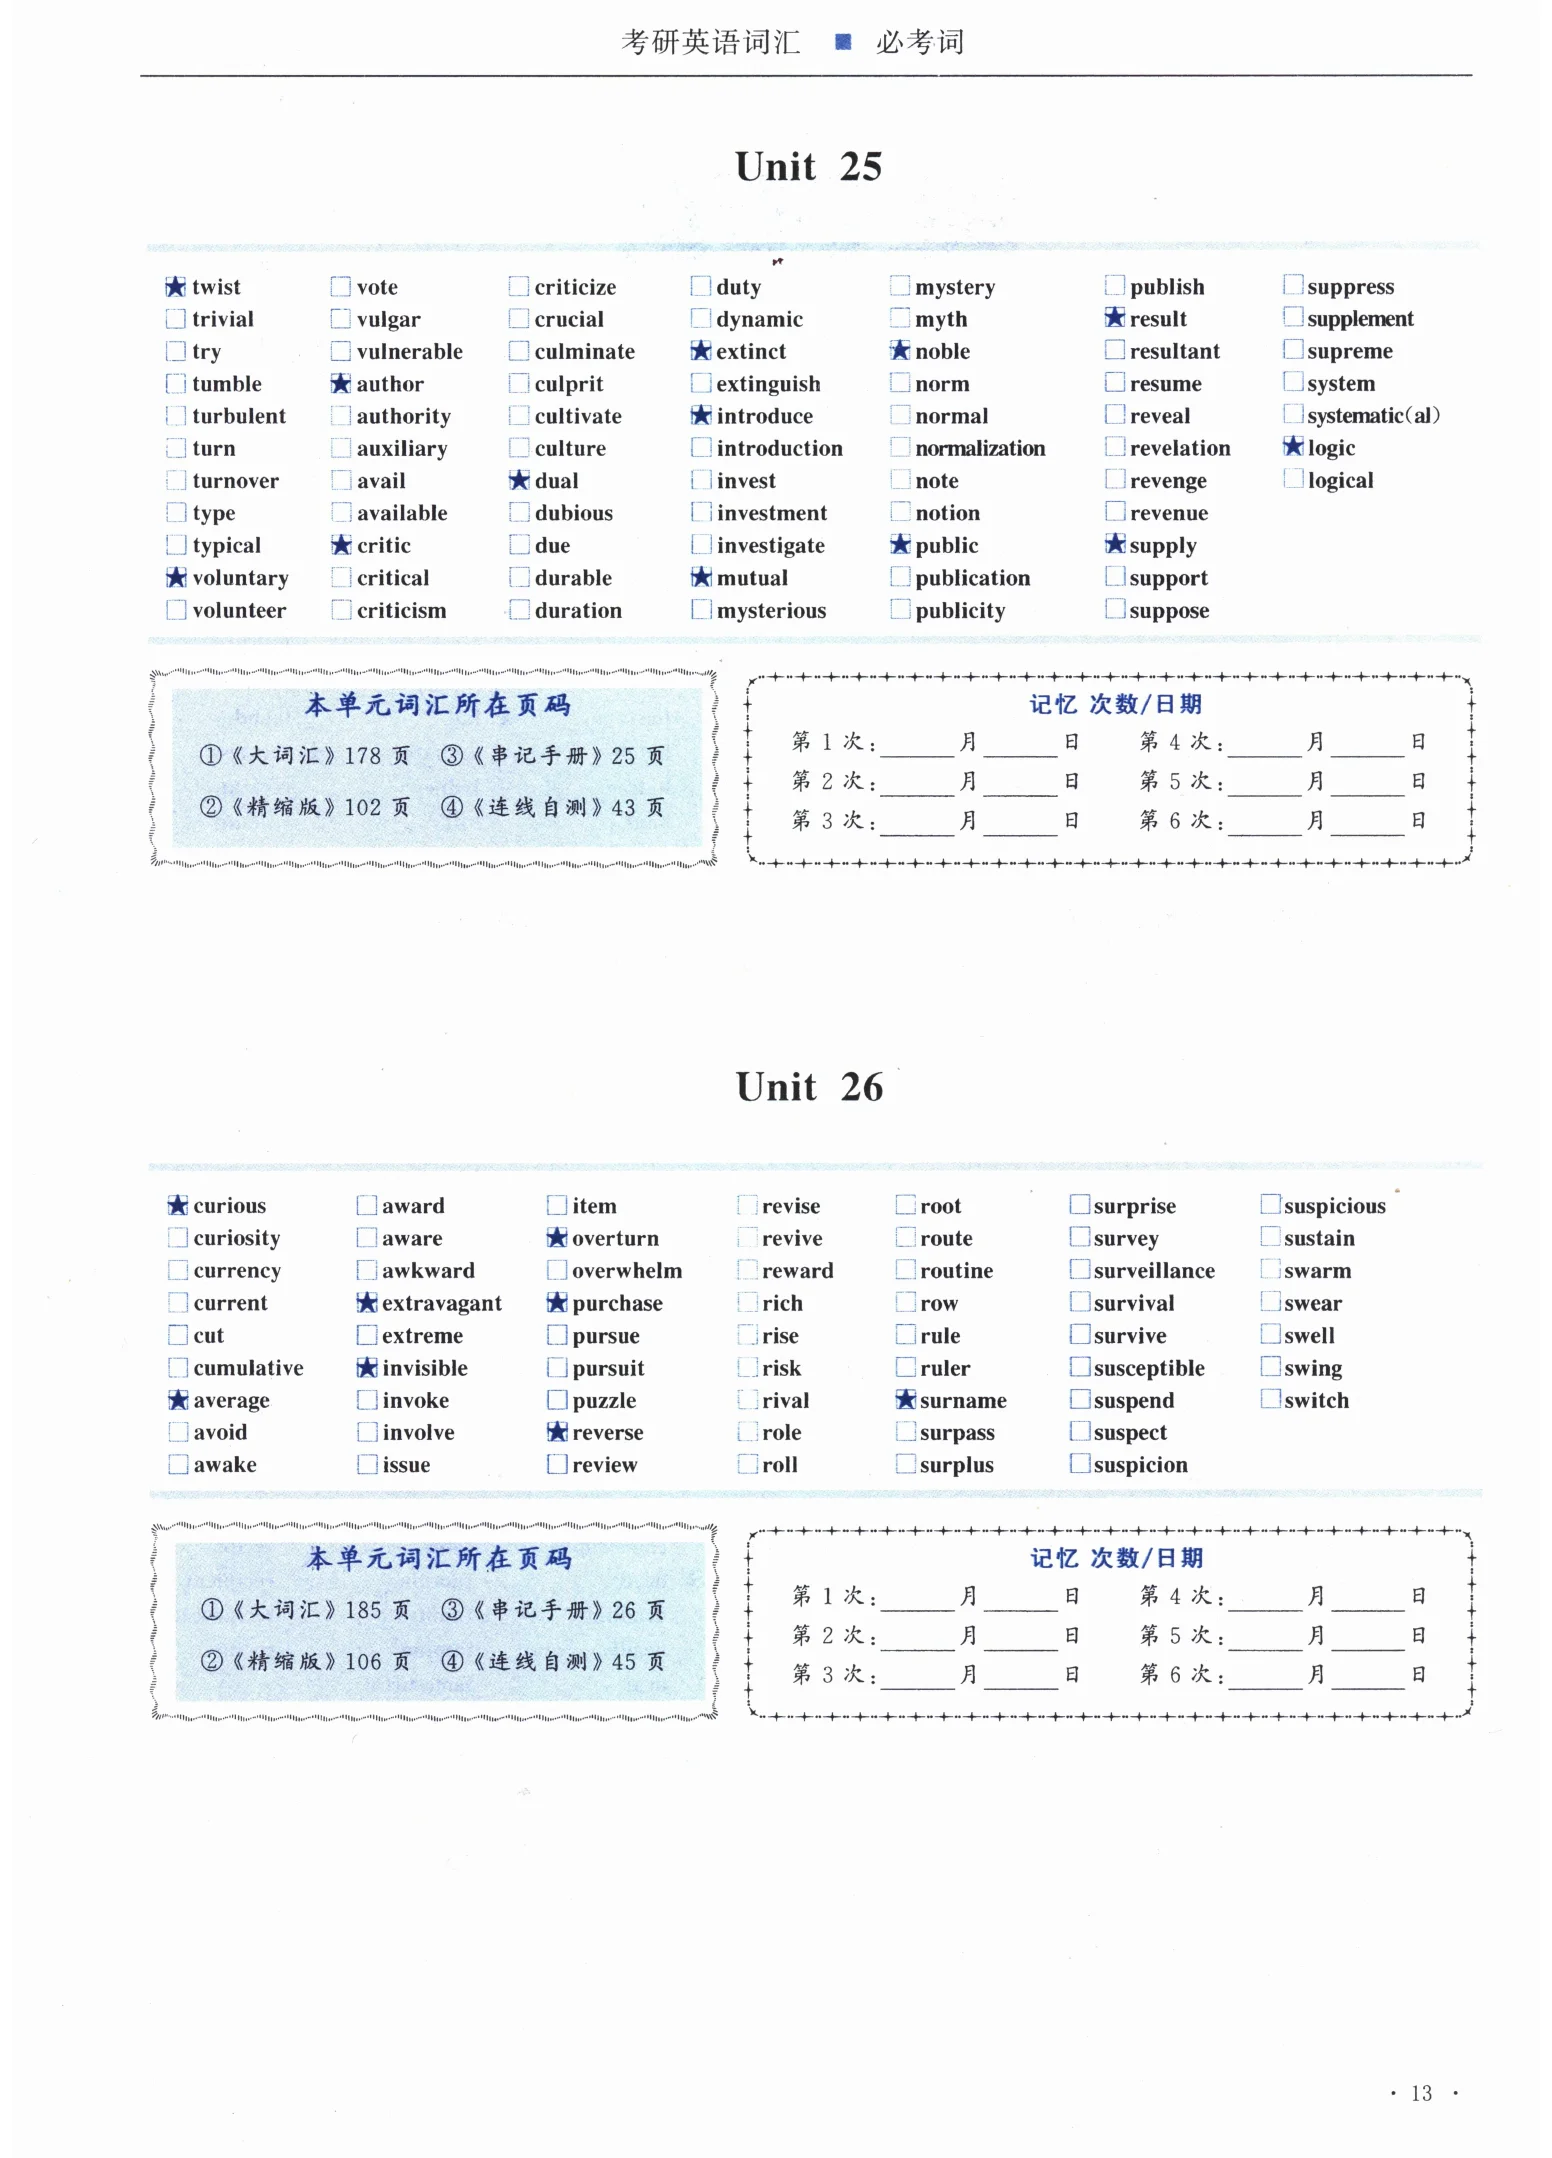 考研英语词汇 ■ 必考词
Unit 25
★twist □vote □criticize □duty □mystery □publish □suppress
□trivial □vulgar □crucial □dynamic □myth ★result □supplement
□try □vulnerable □culminate ★extinct ★noble □resultant □supreme
□tumble ★author □culprit □extinguish □norm □resume □system
□turbulent □authority □cultivate ★introduce □normal □reveal □systematic(al)
□turn □auxiliary □culture □introduction □normalization □revelation ★logic
□turnover □avail ★dual □invest □note □revenge □logical
□type □available □dubious □investment □notion □revenue
□typical ★critic □due □investigate ★public ★supply
★voluntary □critical □durable ★mutual □publication □support
□volunteer □criticism □duration □mysterious □publicity □suppose
本单元词汇所在页码
①《大词汇》178 页 ③《串记手册》25 页
②《精缩版》102 页 ④《连线自测》43 页
记忆 次数/日期
第 1 次:______月______日 第 4 次:______月______日
第 2 次:______月______日 第 5 次:______月______日
第 3 次:______月______日 第 6 次:______月______日
Unit 26
★curious □award □item □revise □root □surprise □suspicious
□curiosity □aware ★overturn □revive □route □survey □sustain
□currency □awkward □overwhelm □reward □routine □surveillance □swarm
□current ★extravagant ★purchase □rich □row □survival □swear
□cut □extreme □pursue □rise □rule □survive □swell
□cumulative ★invisible □pursuit □risk □ruler □susceptible □swing
★average □invoke □puzzle □rival ★surname □suspend □switch
□avoid □involve ★reverse □role □surpass □suspect
□awake □issue □review □roll □surplus □suspicion
本单元词汇所在页码
①《大词汇》185 页 ③《串记手册》26 页
②《精缩版》106 页 ④《连线自测》45 页
记忆 次数/日期
第 1 次:______月______日 第 4 次:______月______日
第 2 次:______月______日 第 5 次:______月______日
第 3 次:______月______日 第 6 次:______月______日
· 13 ·